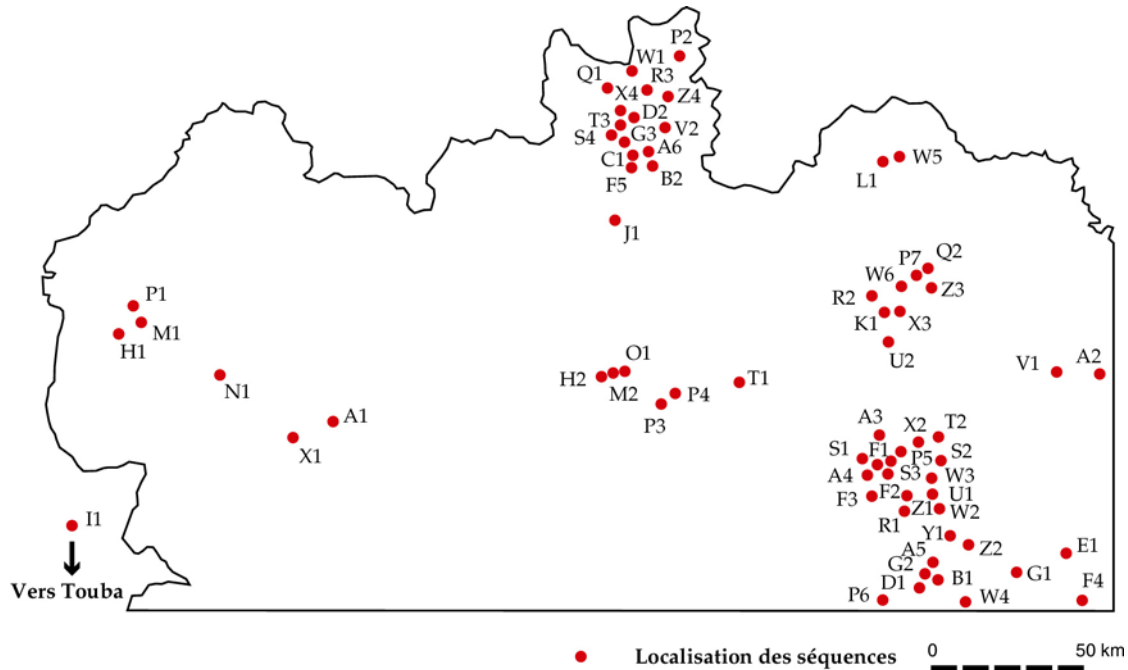 P2
W1
Q1
R3
X4
Z4
D2
T3
V2
S4
G3
A6
C1
F5
B2
W5
L1
J1
Q2
P7
W6
Z3
R2
P1
M1
K1
X3
H1
U2
O1
V1
A2
H2
M2
T1
N1
P4
P3
A1
A3
X2
T2
X1
S1
F1
P5
S2
A4
S3
W3
F3
F2
U1
Z1
W2
R1
I1
Y1
A5
Z2
E1
G2
G1
D1
B1
F4
P6
W4
Vers Touba
Localisation des séquences
0 50 km